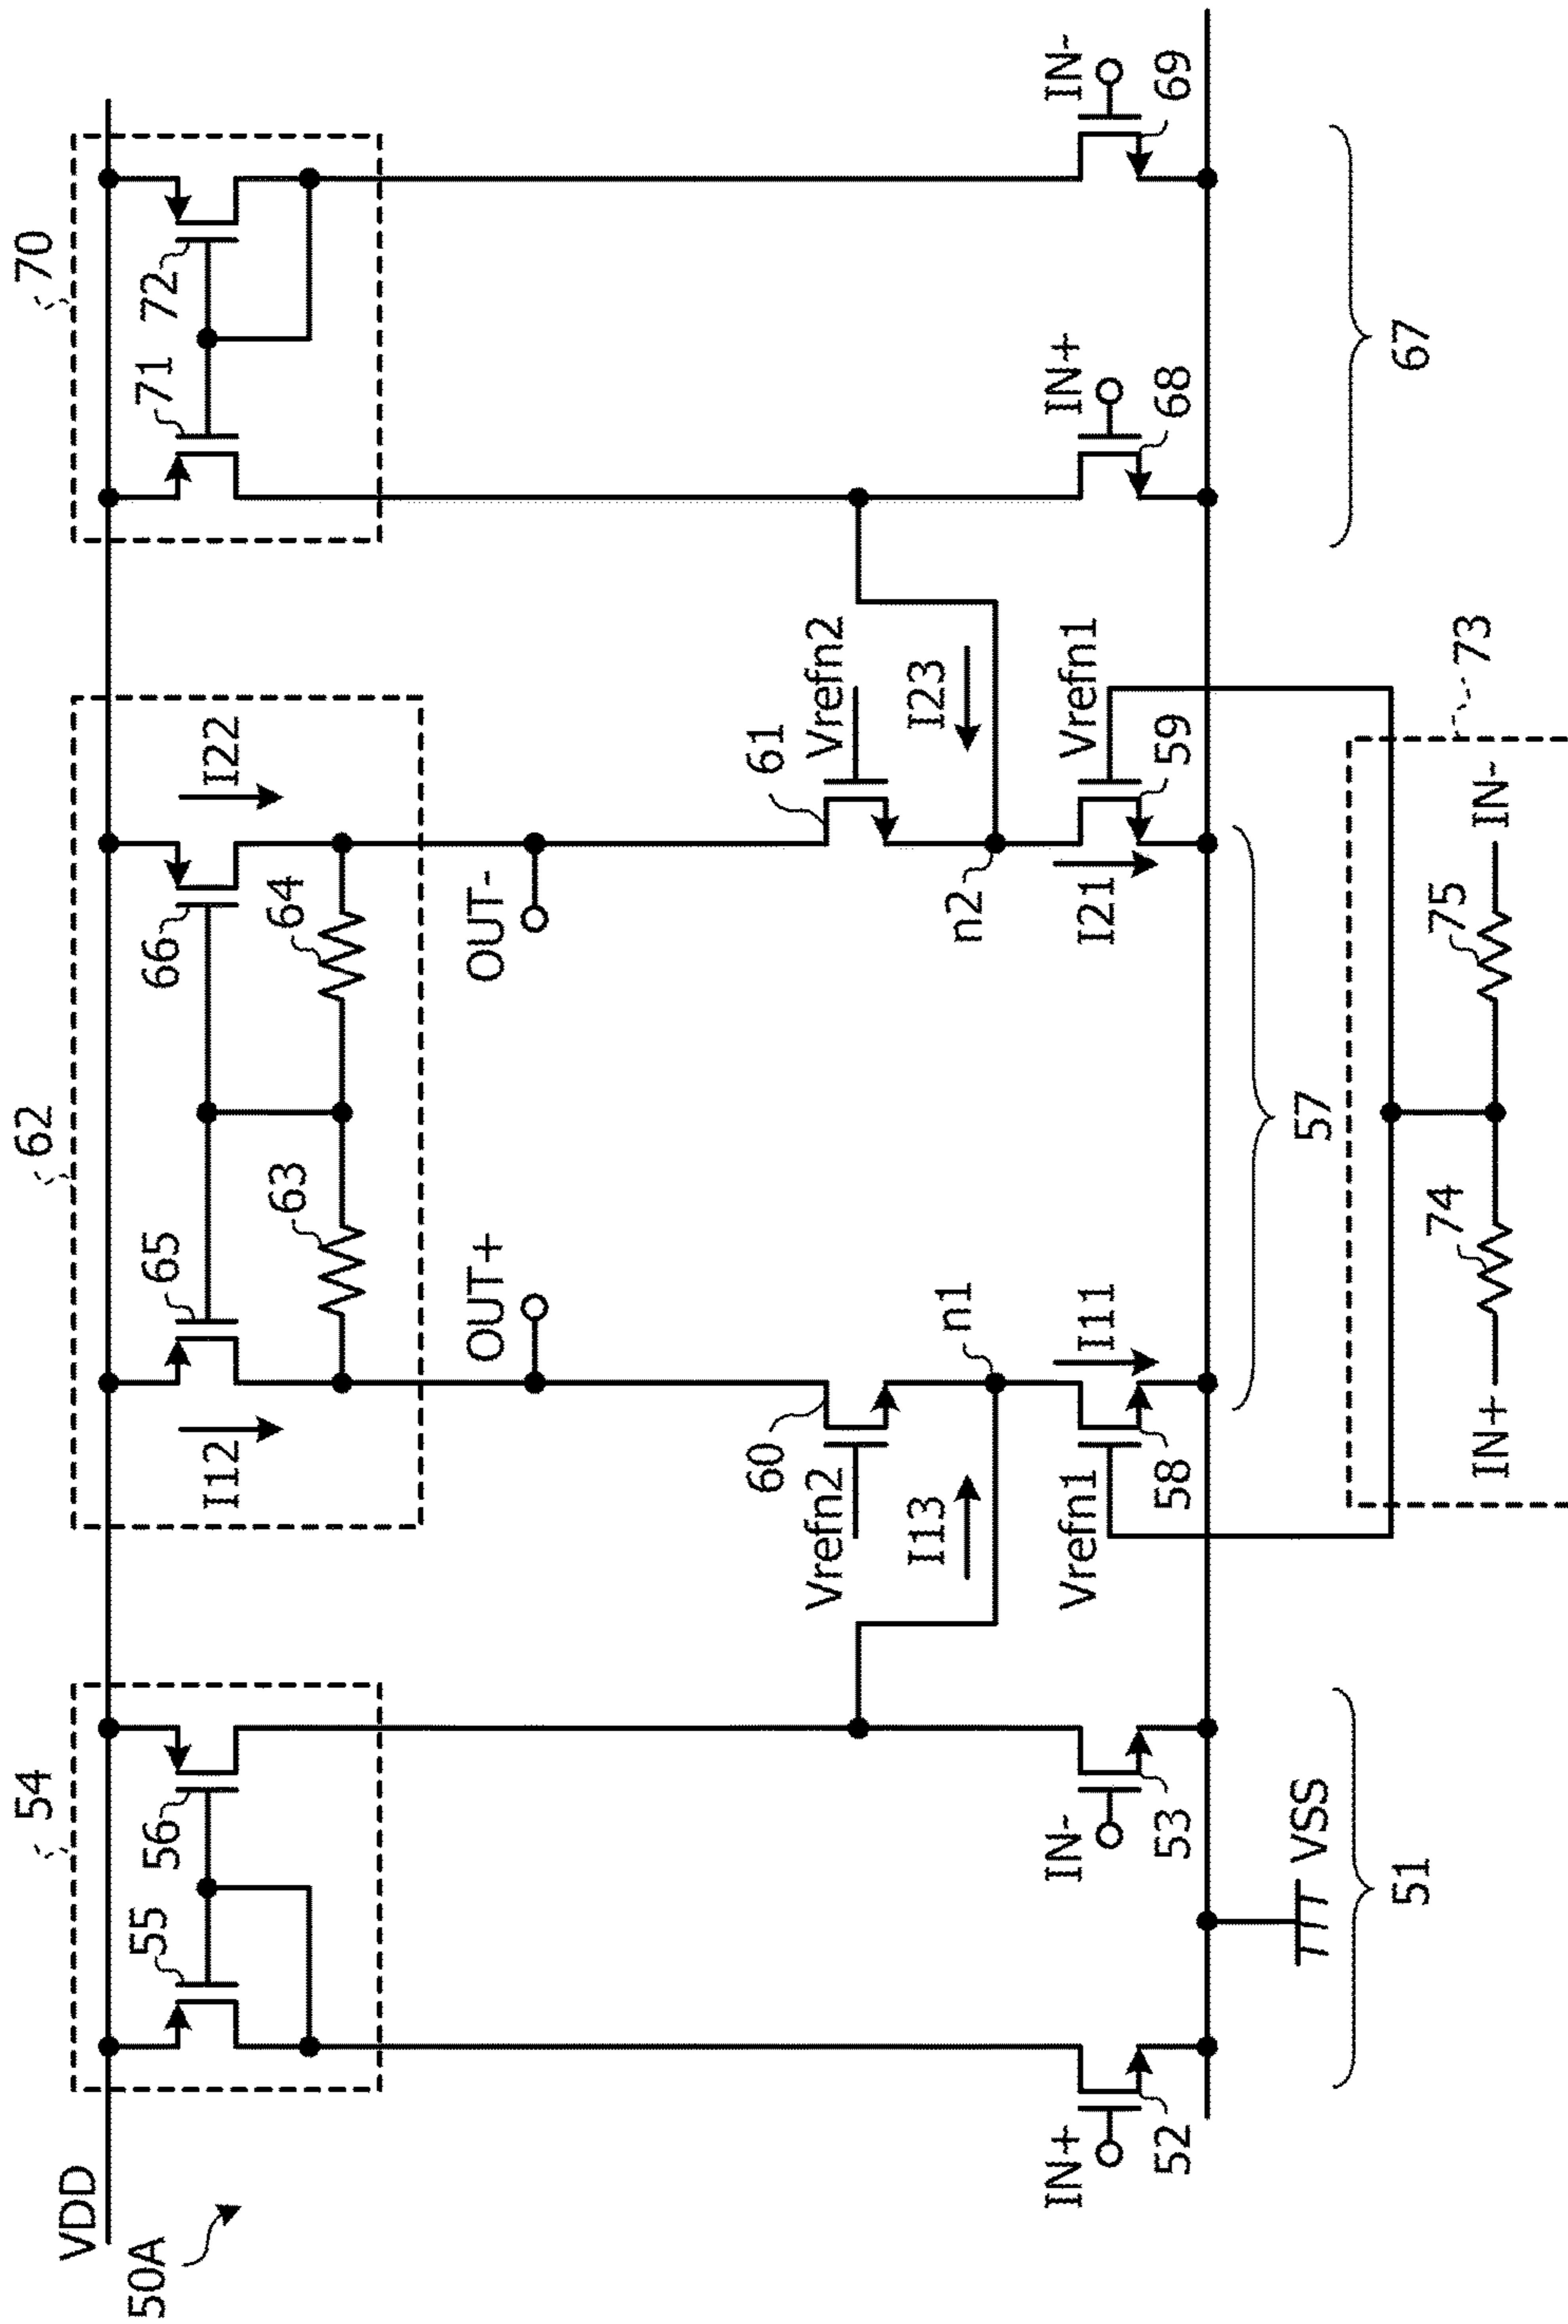 50A
VDD
54
62
70
55
56
65
66
71
72
I12
I22
63
64
OUT+
OUT-
60
61
Vrefn2
Vrefn2
I13
n1
n2
I23
IN+
IN-
Vrefn1
I11
I21
Vrefn1
IN+
IN-
52
53
58
59
68
69
VSS
51
57
67
73
74
75
IN+
IN-